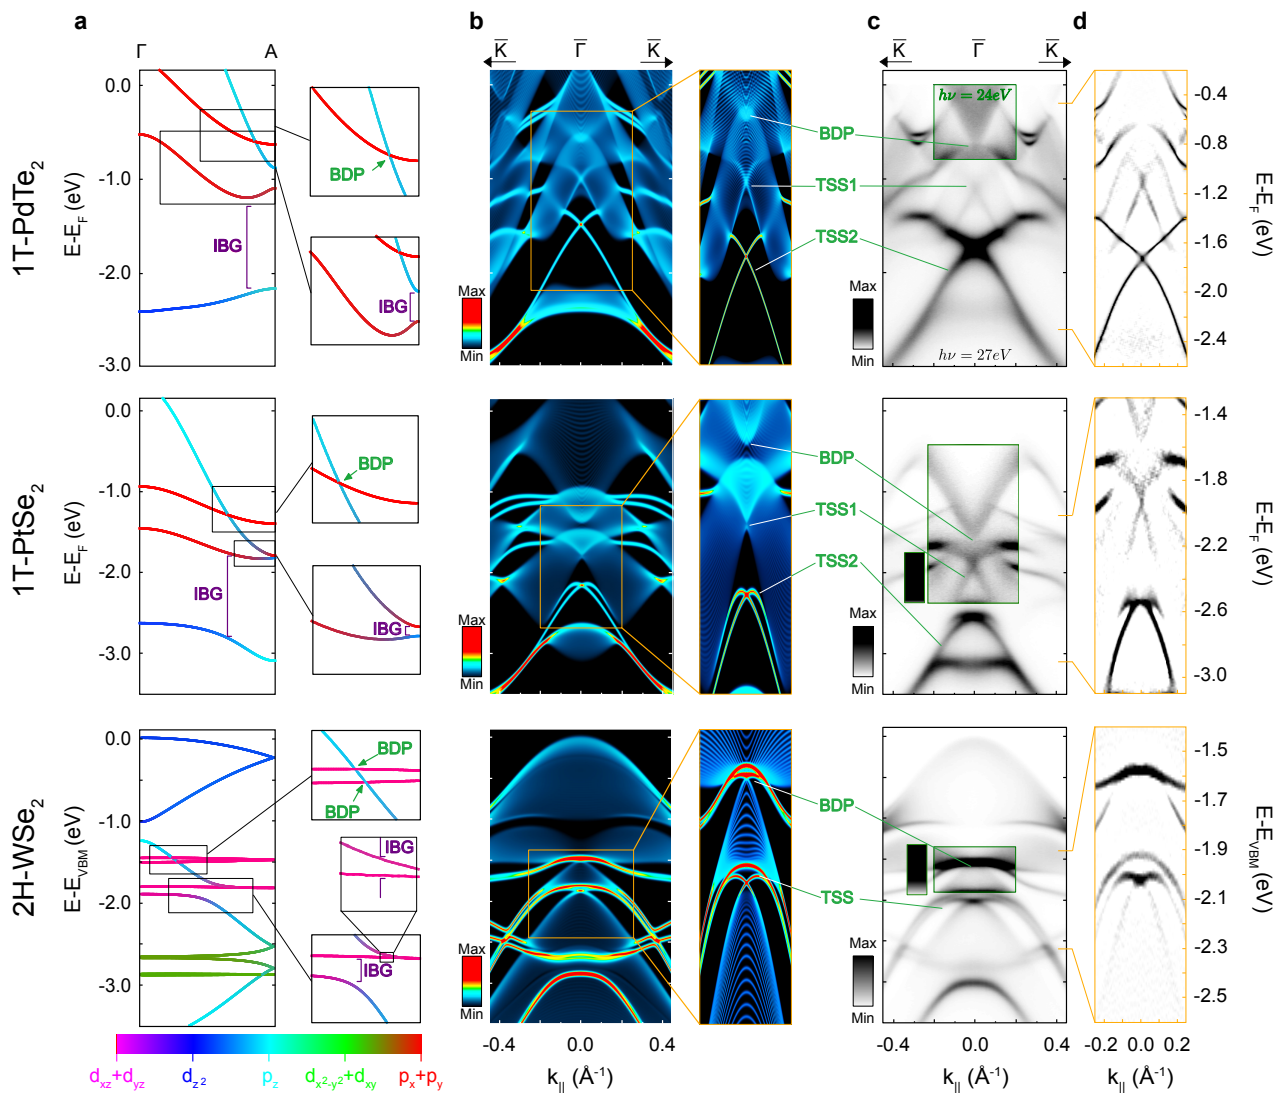 a
b
c
d
1T-PdTe2
E-EF (eV)
Γ
A
0.0
-1.0
-2.0
-3.0
IBG
BDP
IBG
K̅
Γ̅
K̅
Max
Min
BDP
TSS1
TSS2
K̅
Γ̅
K̅
hν = 24eV
Max
Min
hν = 27eV
-0.4
-0.8
-1.2
-1.6
-2.0
-2.4
E-EF (eV)
1T-PtSe2
E-EF (eV)
0.0
-1.0
-2.0
-3.0
IBG
BDP
IBG
Max
Min
BDP
TSS1
TSS2
Max
Min
-1.4
-1.8
-2.2
-2.6
-3.0
E-EF (eV)
2H-WSe2
E-EVBM (eV)
0.0
-1.0
-2.0
-3.0
BDP
BDP
IBG
IBG
Max
Min
BDP
TSS
Max
Min
-1.5
-1.7
-1.9
-2.1
-2.3
-2.5
E-EVBM (eV)
-0.4 0.0 0.4
k|| (Å-1)
-0.4 0.0 0.4
k|| (Å-1)
-0.2 0.0 0.2
dxz+dyz
dz2
pz
dx2-y2+dxy
px+py